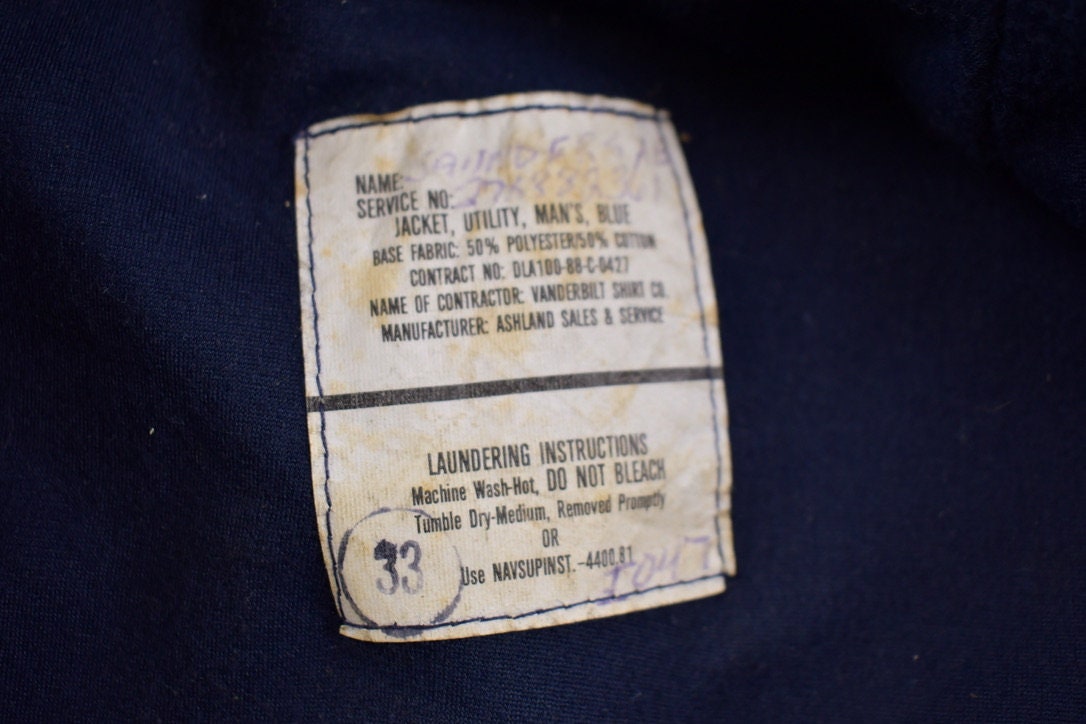 NAME:
SERVICE NO:
JACKET, UTILITY, MAN'S, BLUE
BASE FABRIC: 50% POLYESTER/50% COTTON
CONTRACT NO: DLA100-88-C-0427
NAME OF CONTRACTOR: VANDERBILT SHIRT CO.
MANUFACTURER: ASHLAND SALES & SERVICE
LAUNDERING INSTRUCTIONS
Machine Wash-Hot, DO NOT BLEACH
Tumble Dry-Medium, Removed Promptly
OR
Use NAVSUPINST.-4400.81
33